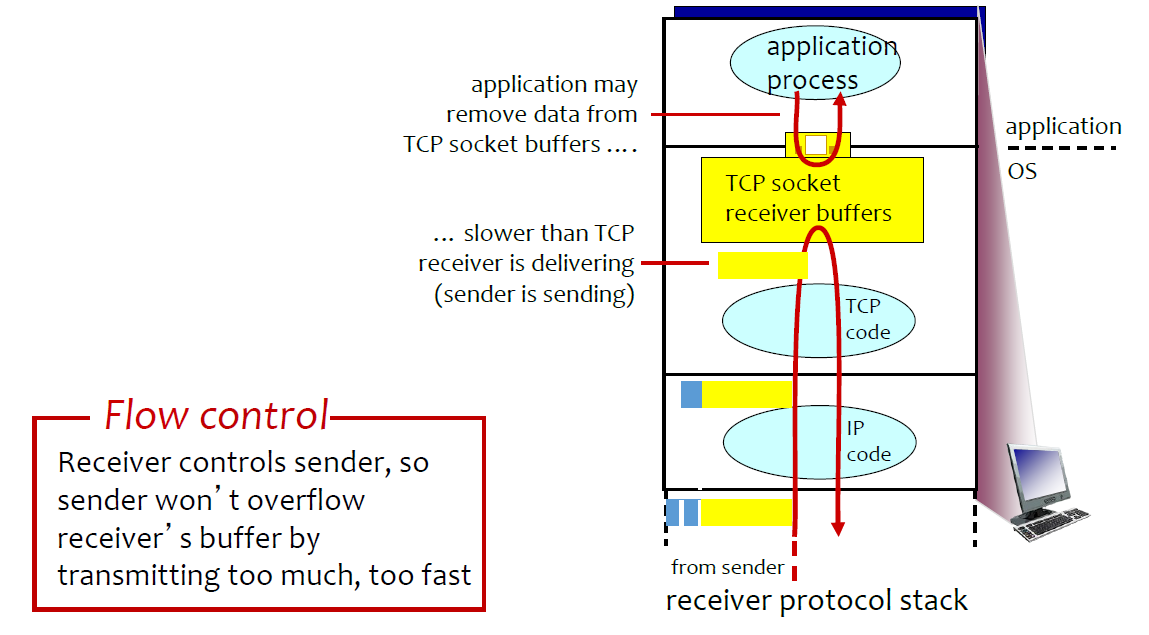 application
process
application may
remove data from
TCP socket buffers ….
application
OS
TCP socket
receiver buffers
… slower than TCP
receiver is delivering
(sender is sending)
TCP
code
IP
code
Flow control
Receiver controls sender, so
sender won’t overflow
receiver’s buffer by
transmitting too much, too fast
from sender
receiver protocol stack